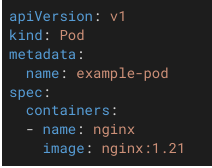 apiVersion: v1
kind: Pod
metadata:
  name: example-pod
spec:
  containers:
  - name: nginx
    image: nginx:1.21